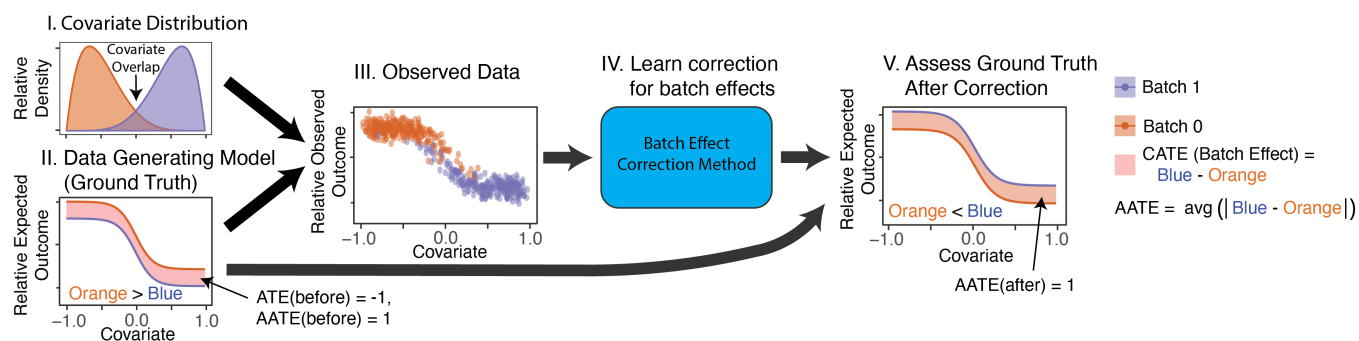 I. Covariate Distribution
Relative
Density
Covariate
Overlap
II. Data Generating Model
(Ground Truth)
Relative Expected
Outcome
Orange > Blue
−1.0 0.0 1.0
Covariate
ATE(before) = -1,
AATE(before) = 1
III. Observed Data
Relative Observed
Outcome
−1.0 0.0 1.0
Covariate
IV. Learn correction
for batch effects
Batch Effect
Correction Method
V. Assess Ground Truth
After Correction
Relative Expected
Outcome
Orange < Blue
−1.0 0.0 1.0
Covariate
AATE(after) = 1
Batch 1
Batch 0
CATE (Batch Effect) =
Blue - Orange
AATE = avg (|Blue - Orange|)